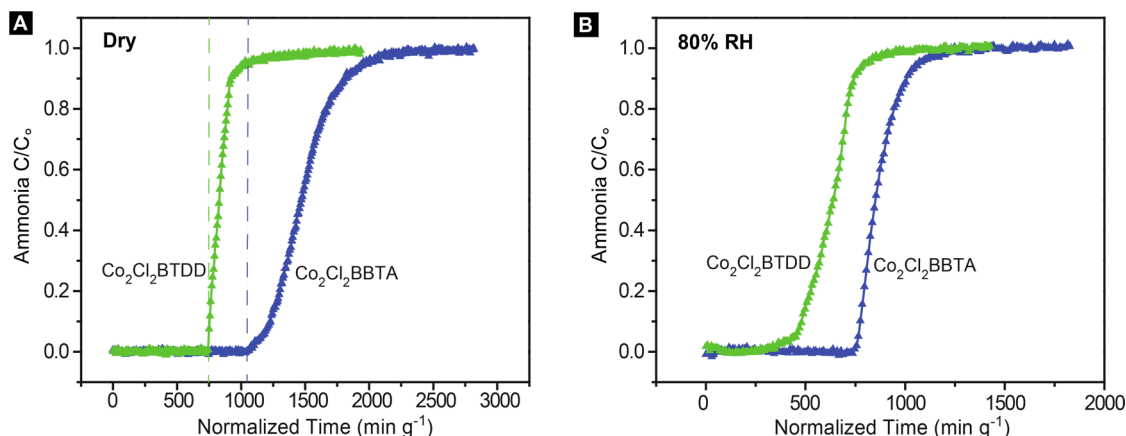 A
Dry
Ammonia C/C₀
1.0
0.8
0.6
0.4
0.2
0.0
Co₂Cl₂BTDD
Co₂Cl₂BBTA
0 500 1000 1500 2000 2500 3000
Normalized Time (min g⁻¹)
B
80% RH
Ammonia C/C₀
1.0
0.8
0.6
0.4
0.2
0.0
Co₂Cl₂BTDD
Co₂Cl₂BBTA
0 500 1000 1500 2000
Normalized Time (min g⁻¹)